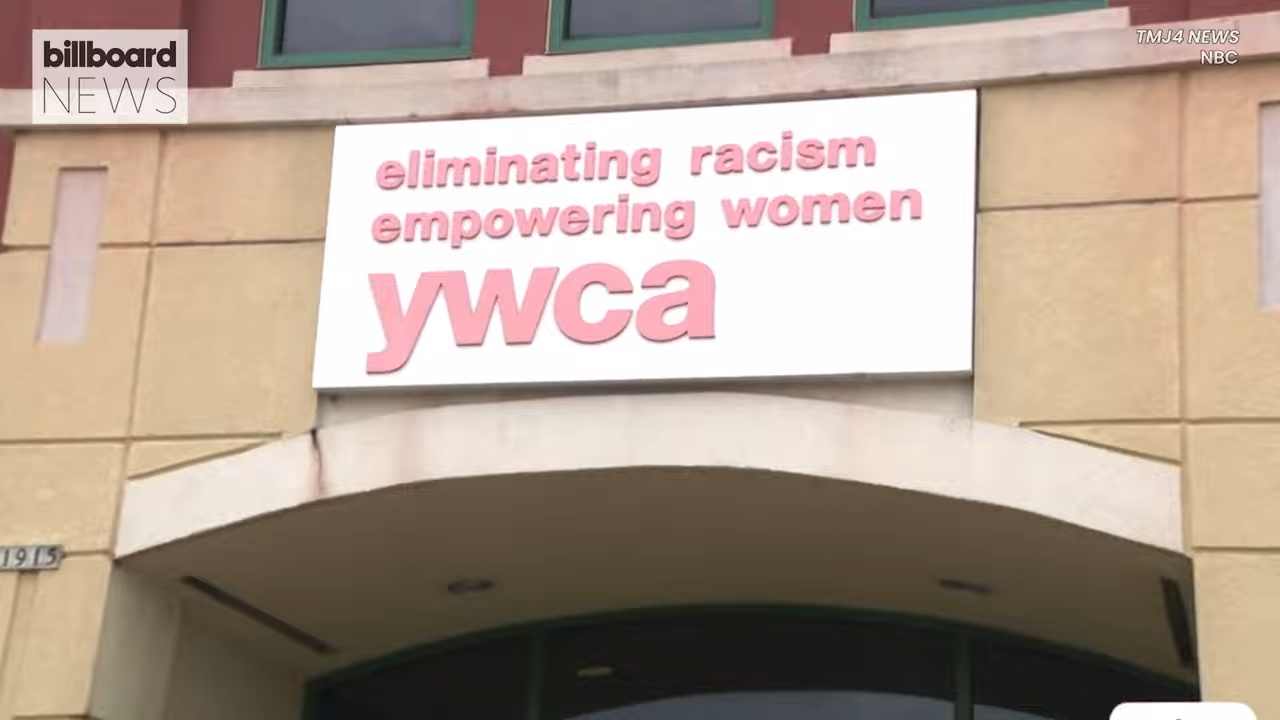 billboard
NEWS
TMJ4 NEWS
NBC
eliminating racism
empowering women
ywca
1915